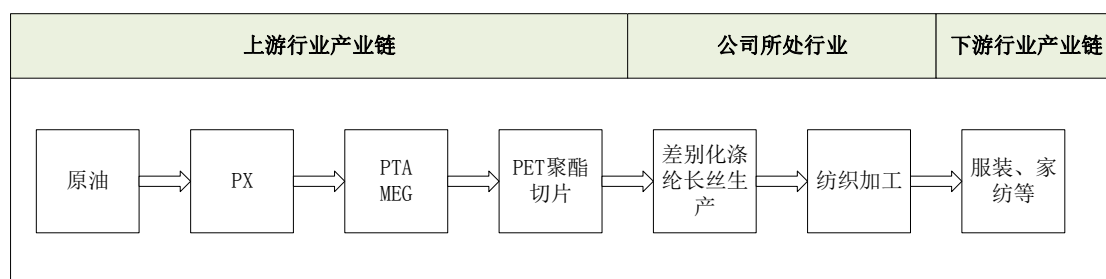 上游行业产业链
公司所处行业
下游行业产业链
原油
PX
PTA
MEG
PET聚酯
切片
差别化涤
纶长丝生
产
纺织加工
服装、家
纺等